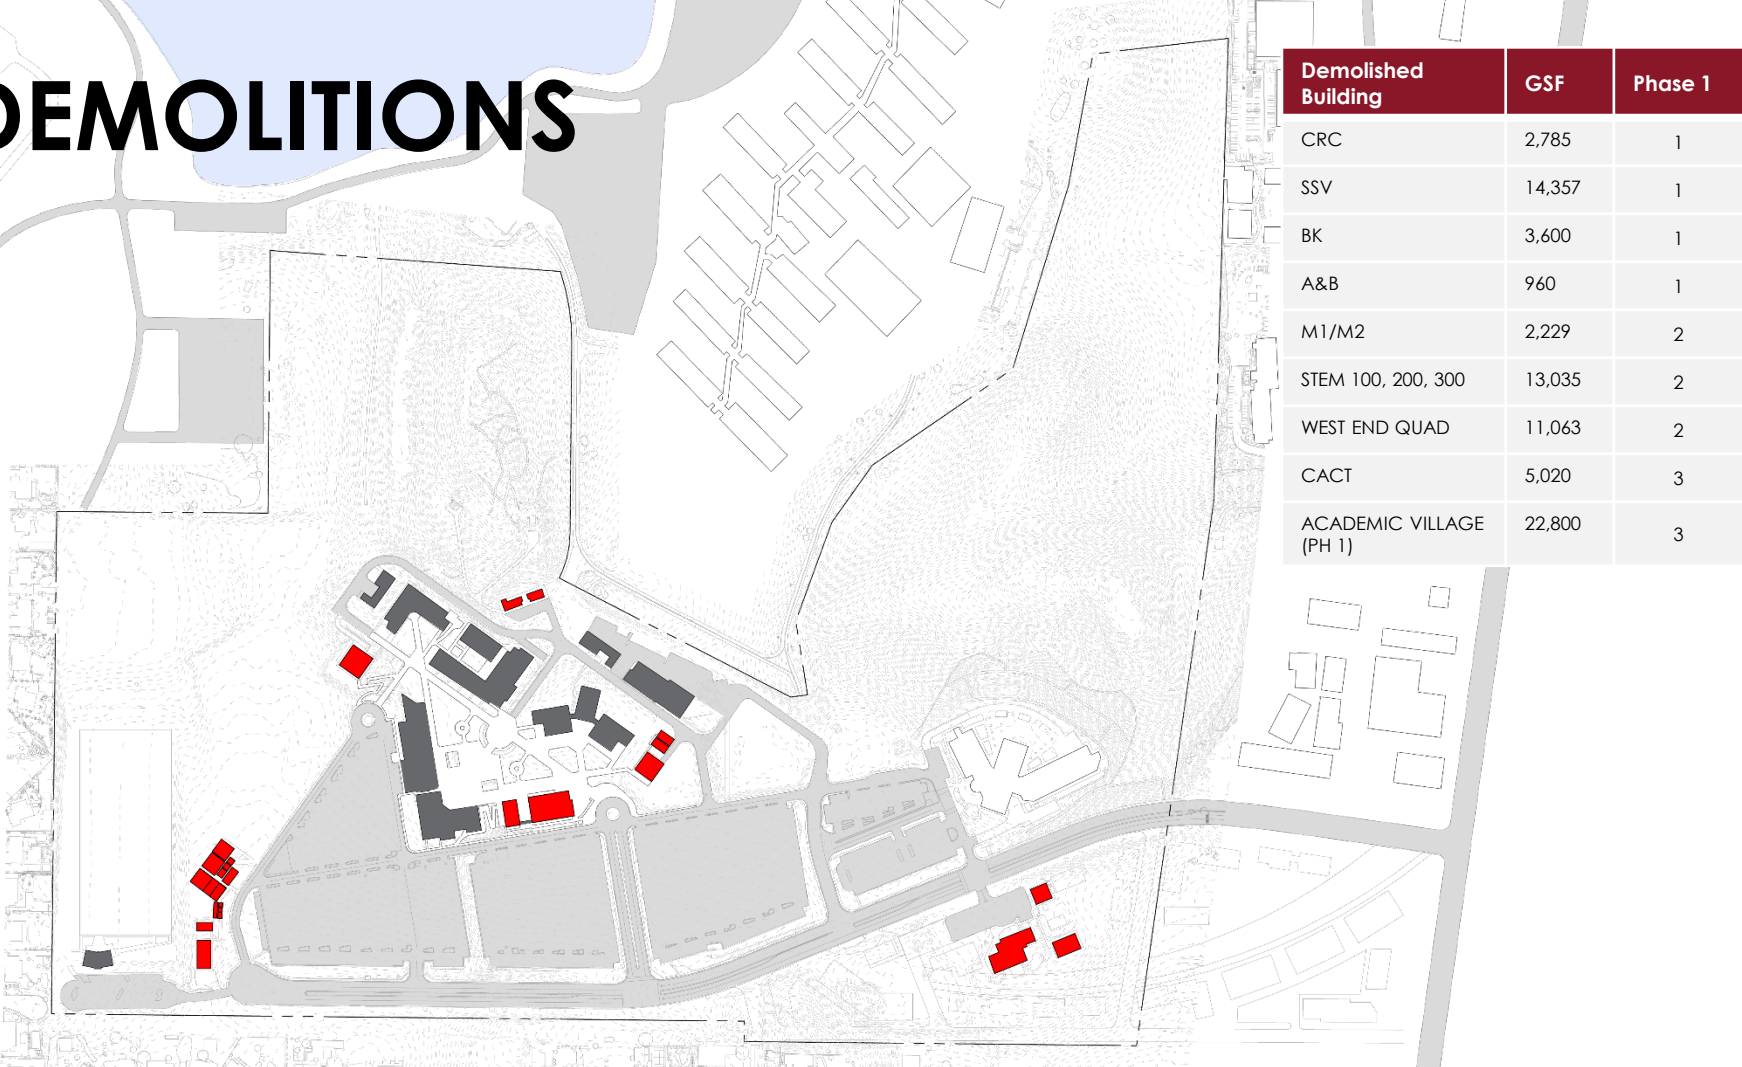 DEMOLITIONS
Demolished
Building
GSF
Phase 1
CRC
2,785
1
SSV
14,357
1
BK
3,600
1
A&B
960
1
M1/M2
2,229
2
STEM 100, 200, 300
13,035
2
WEST END QUAD
11,063
2
CACT
5,020
3
ACADEMIC VILLAGE
(PH 1)
22,800
3